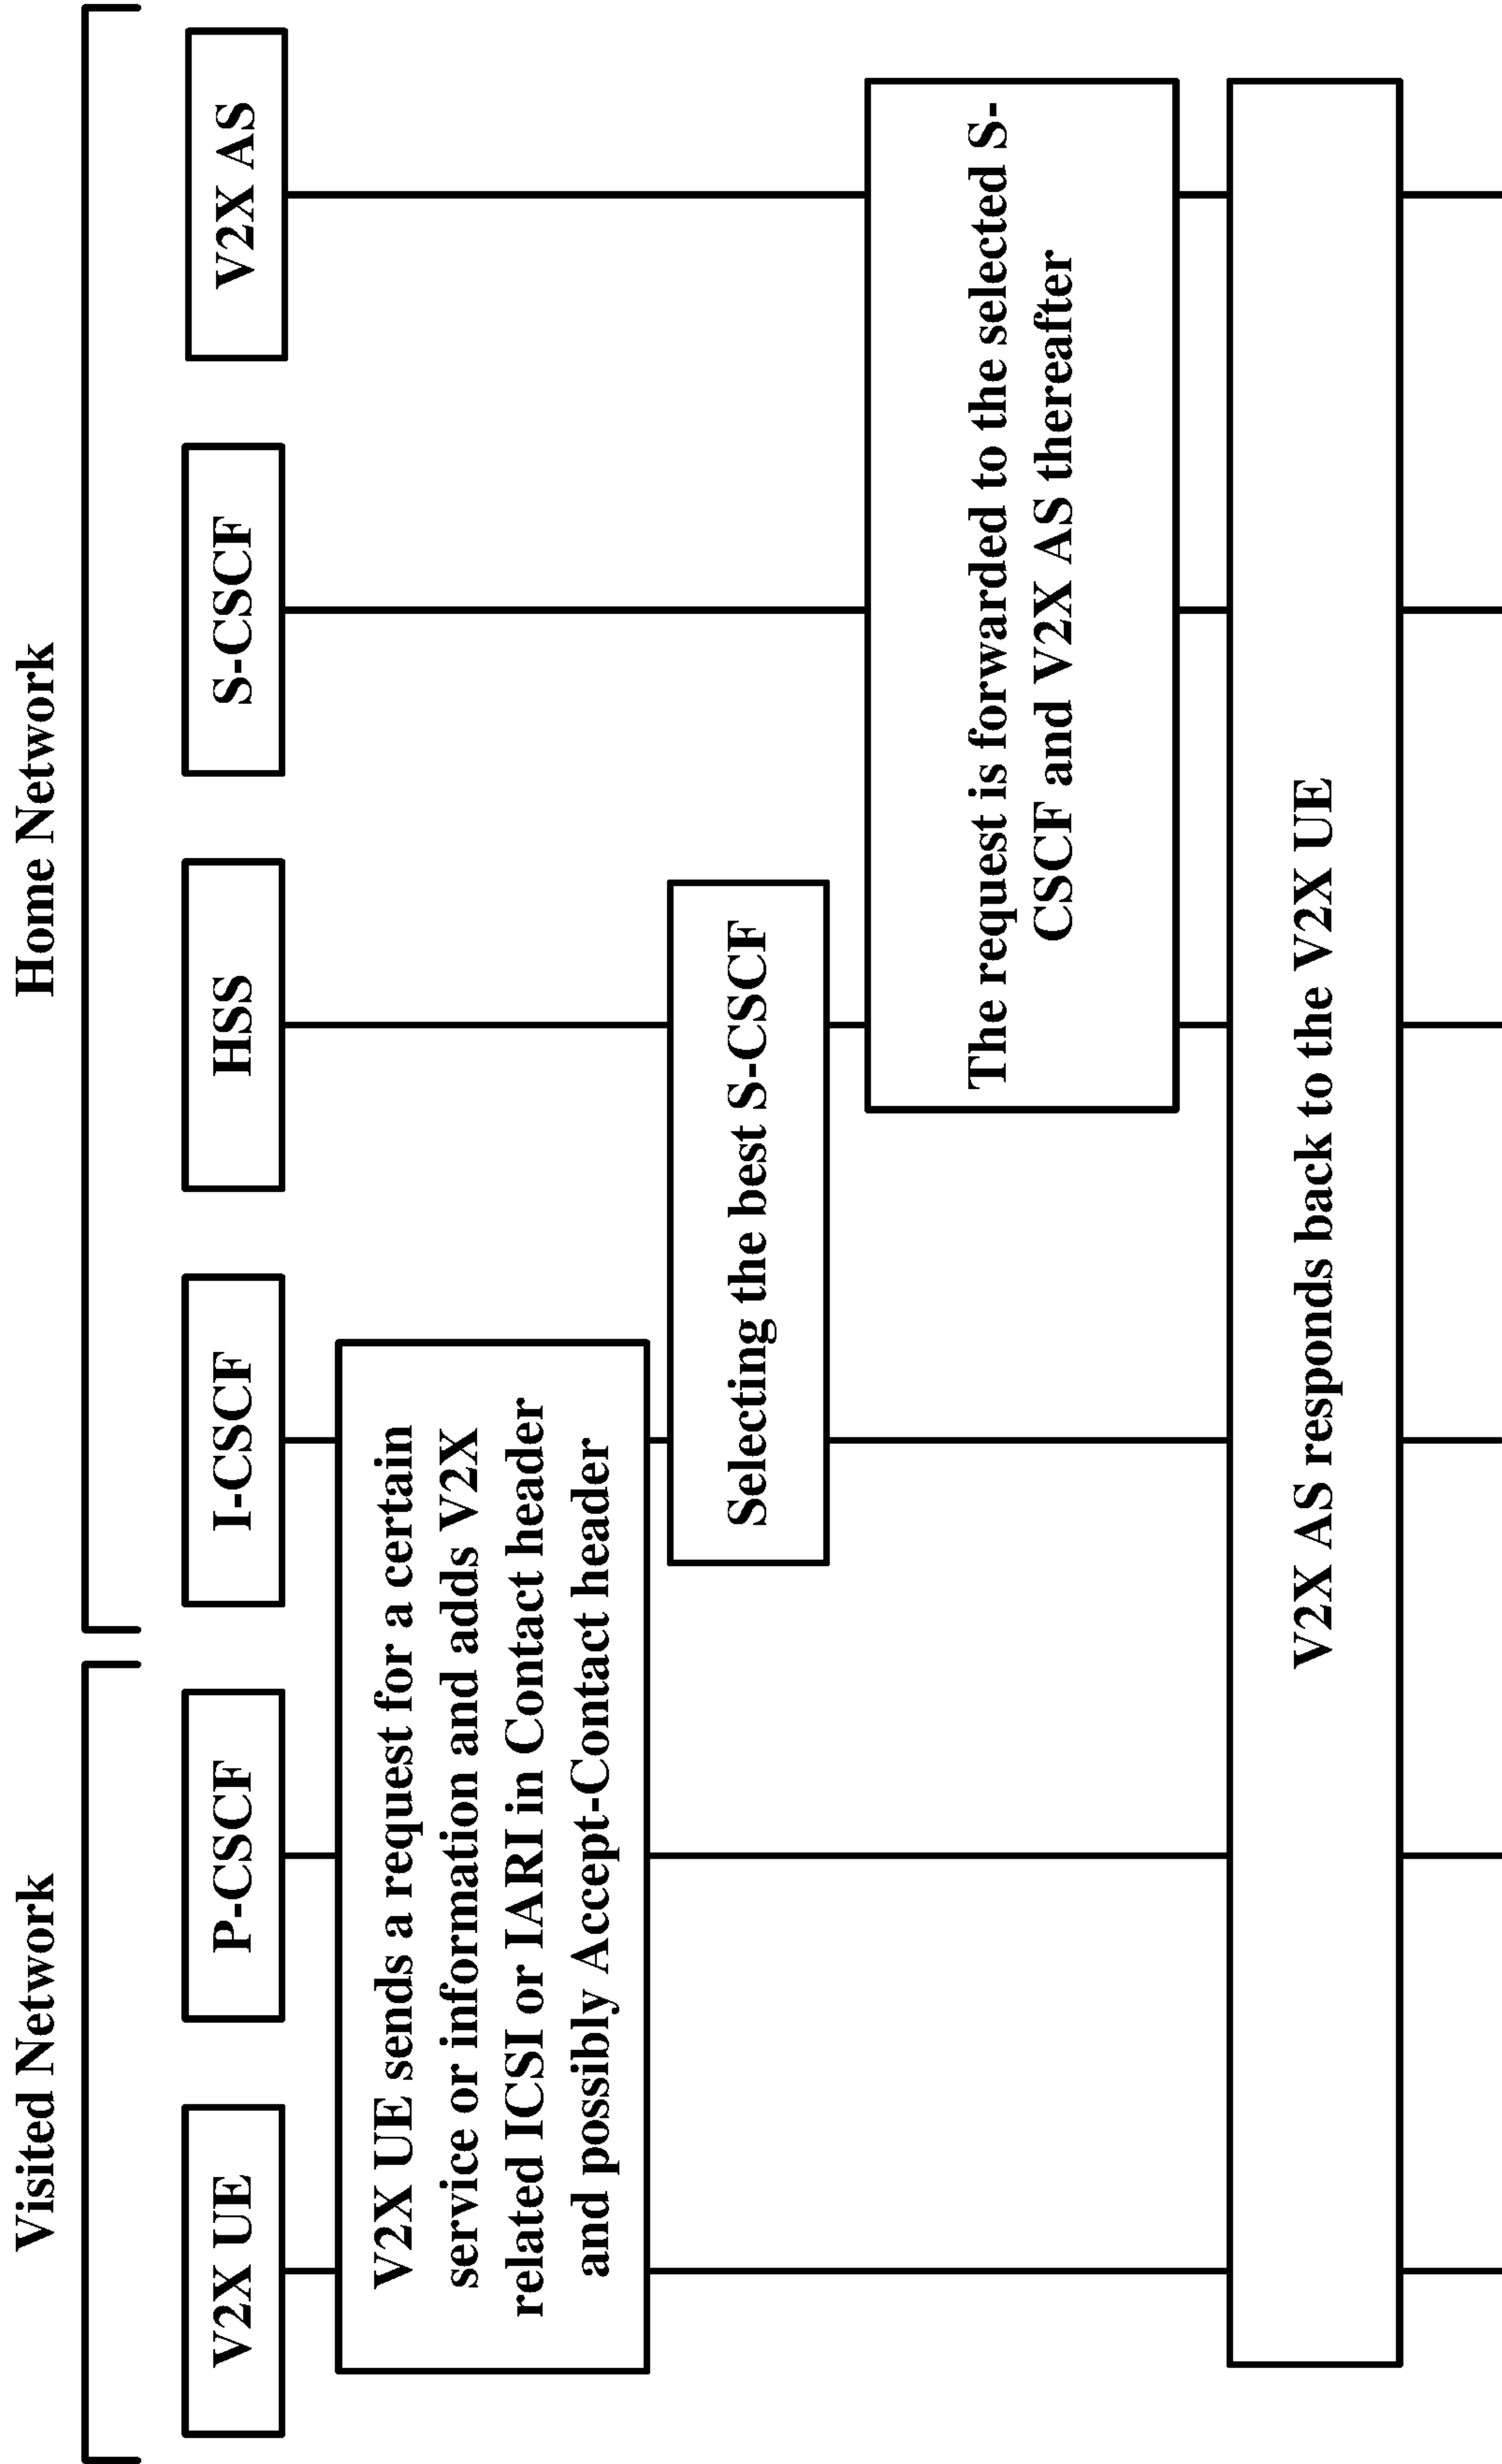 Visited Network
Home Network
V2X UE
P-CSCF
I-CSCF
HSS
S-CSCF
V2X AS
V2X UE sends a request for a certain
service or information and adds V2X
related ICSI or IARI in Contact header
and possibly Accept-Contact header
Selecting the best S-CSCF
The request is forwarded to the selected S-
CSCF and V2X AS thereafter
V2X AS responds back to the V2X UE